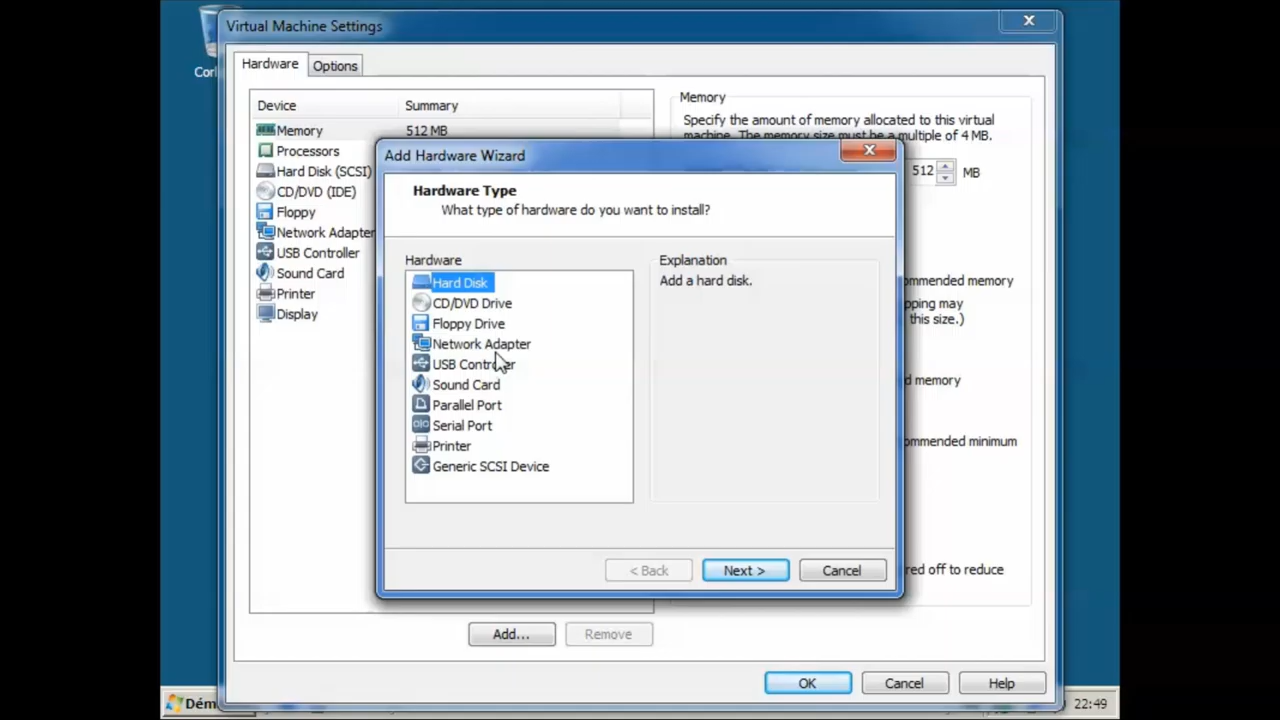 Virtual Machine Settings
Cor
Hardware
Options
Device
Summary
Memory
512 MB
Processors
Hard Disk (SCSI)
CD/DVD (IDE)
Floppy
Network Adapter
USB Controller
Sound Card
Printer
Display
Memory
Specify the amount of memory allocated to this virtual
machine. The memory size must be a multiple of 4 MB.
512
MB
ommended memory
pping may
this size.)
d memory
ommended minimum
red off to reduce
Add Hardware Wizard
Hardware Type
What type of hardware do you want to install?
Hardware
Hard Disk
CD/DVD Drive
Floppy Drive
Network Adapter
USB Controller
Sound Card
Parallel Port
Serial Port
Printer
Generic SCSI Device
Explanation
Add a hard disk.
< Back
Next >
Cancel
Add...
Remove
OK
Cancel
Help
Dém
22:49